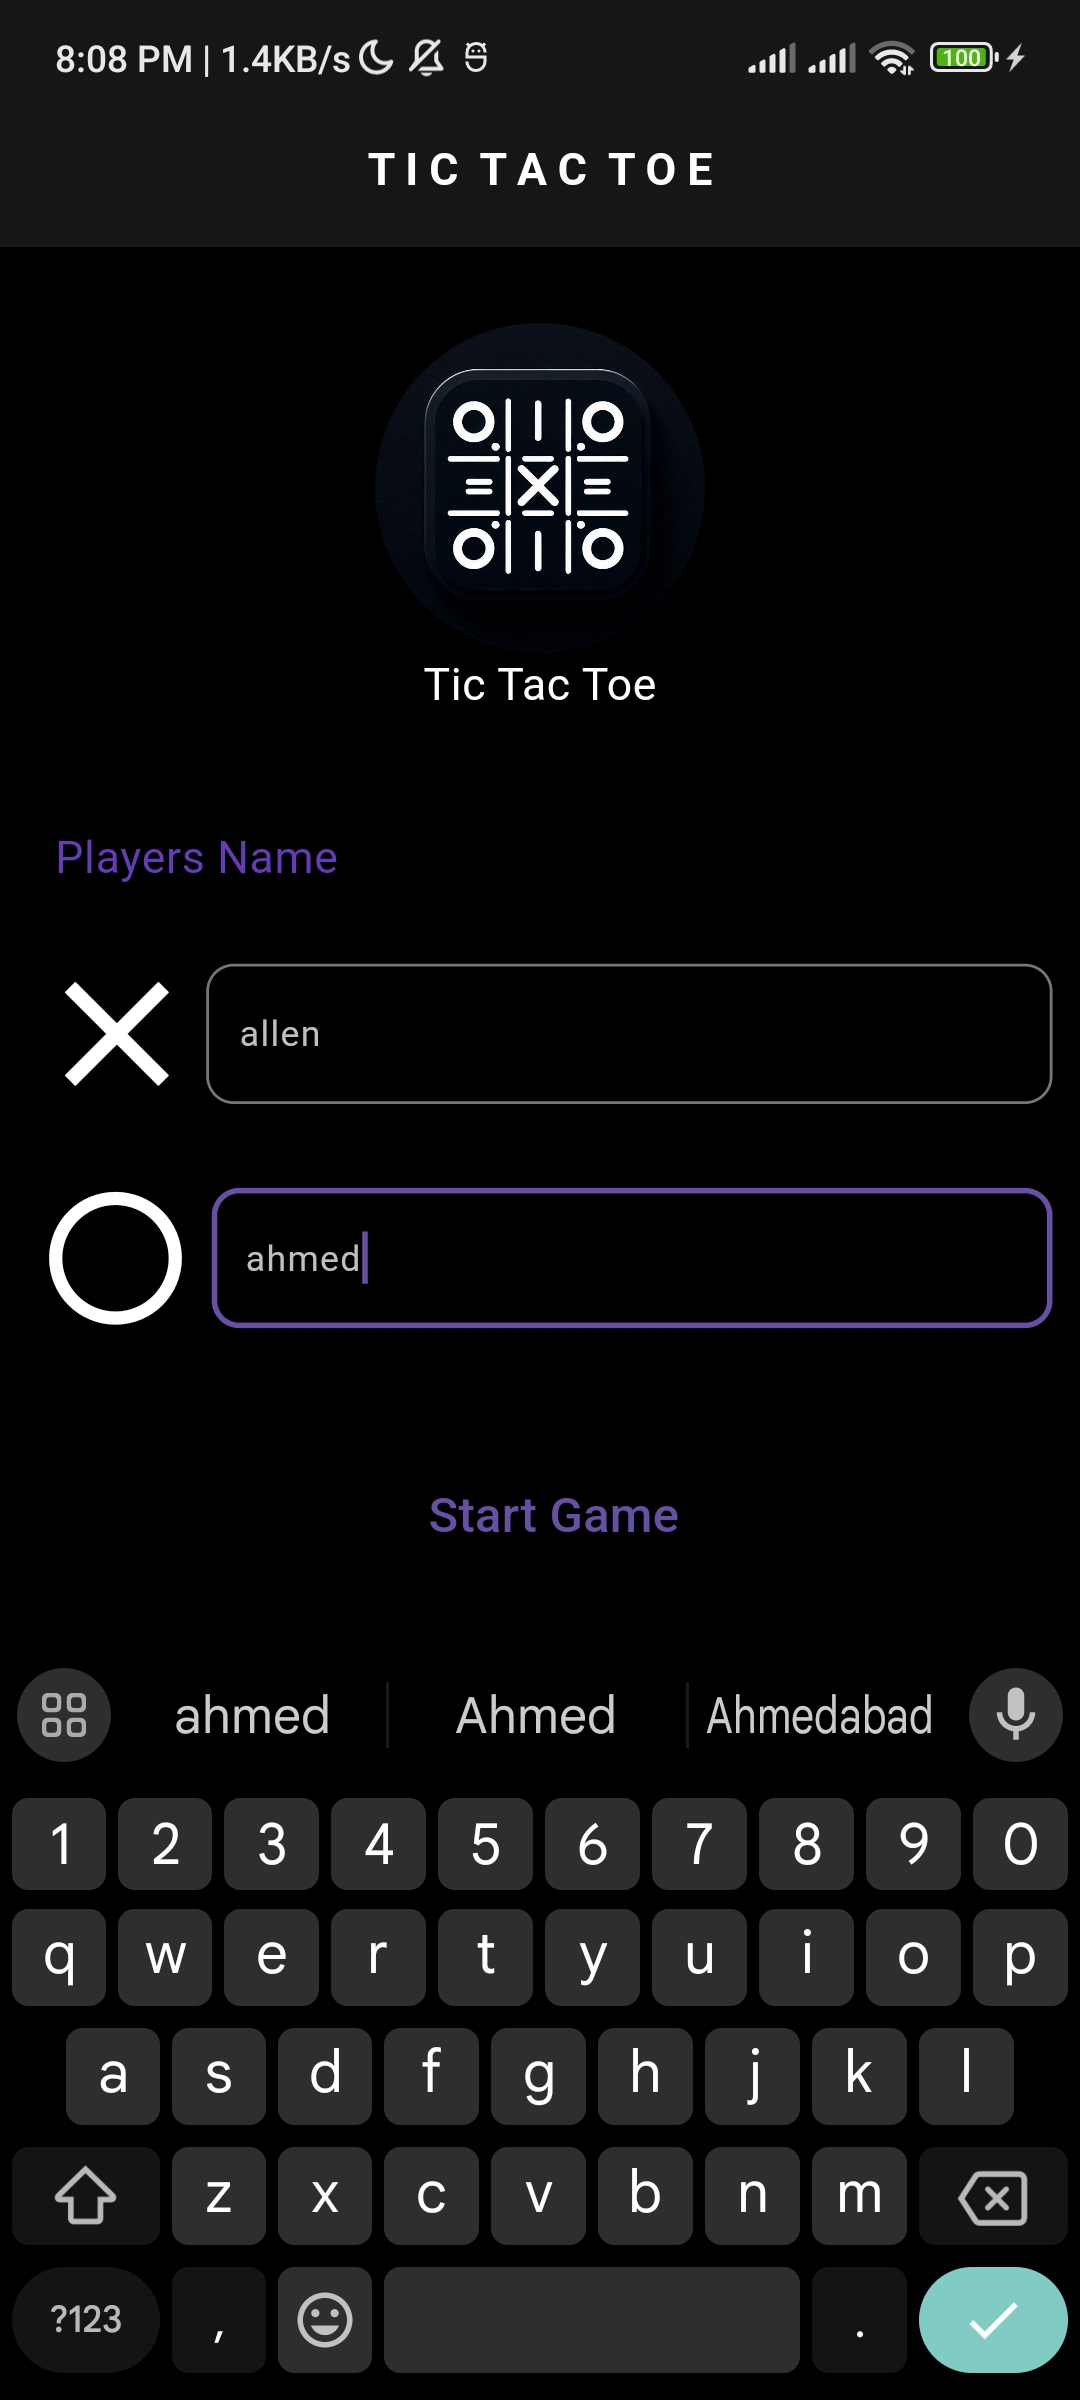 8:08 PM | 1.4KB/s 100
TIC TAC TOE
Tic Tac Toe
Players Name
allen
ahmed
Start Game
ahmed Ahmed Ahmedabad
1 2 3 4 5 6 7 8 9 0
q w e r t y u i o p
a s d f g h j k l
z x c v b n m
?123 , .